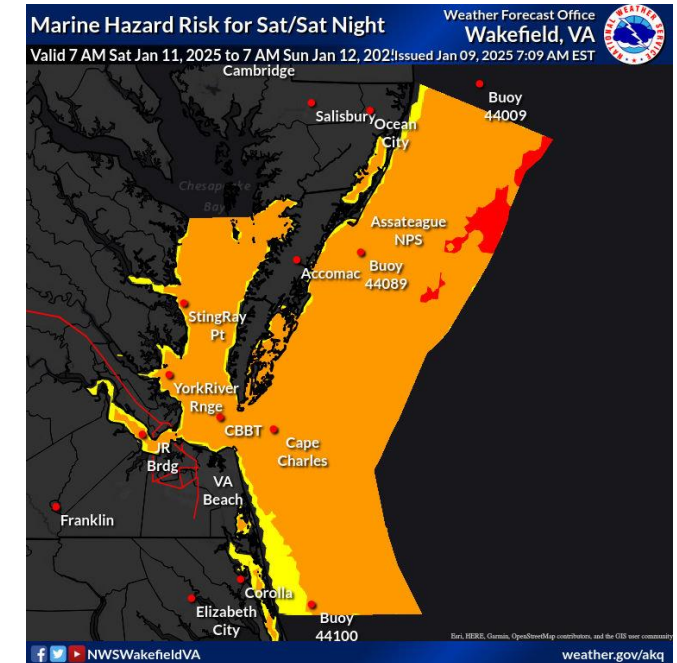 Marine Hazard Risk for Sat/Sat Night
Weather Forecast Office
Wakefield, VA
Valid 7 AM Sat Jan 11, 2025 to 7 AM Sun Jan 12, 202
Issued Jan 09, 2025 7:09 AM EST
NATIONAL WEATHER SERVICE
Cambridge
Salisbury
Ocean
City
Buoy
44009
Chesapeake
Bay
Assateague
NPS
Accomac
Buoy
44089
StingRay
Pt
YorkRiver
Rnge
CBBT
Cape
Charles
JR
Brdg
VA
Beach
Franklin
Corolla
Elizabeth
City
Buoy
44100
Esri, HERE, Garmin, OpenStreetMap contributors, and the GIS user community
NWSWakefieldVA
weather.gov/akq